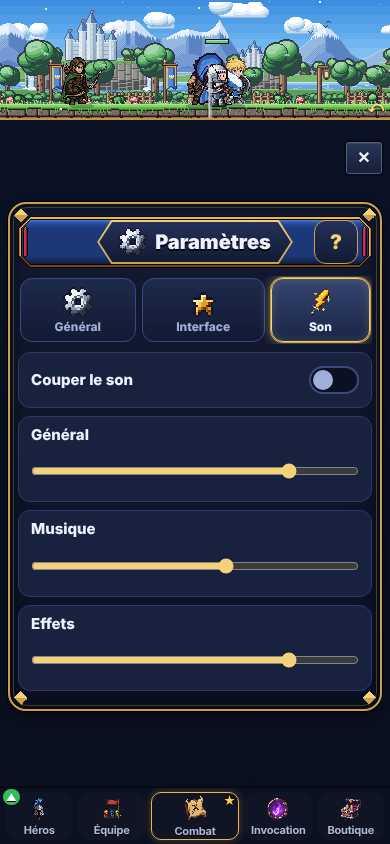 ×
Paramètres
?
Général
Interface
Son
Couper le son
Général
Musique
Effets
Héros
Équipe
Combat
Invocation
Boutique